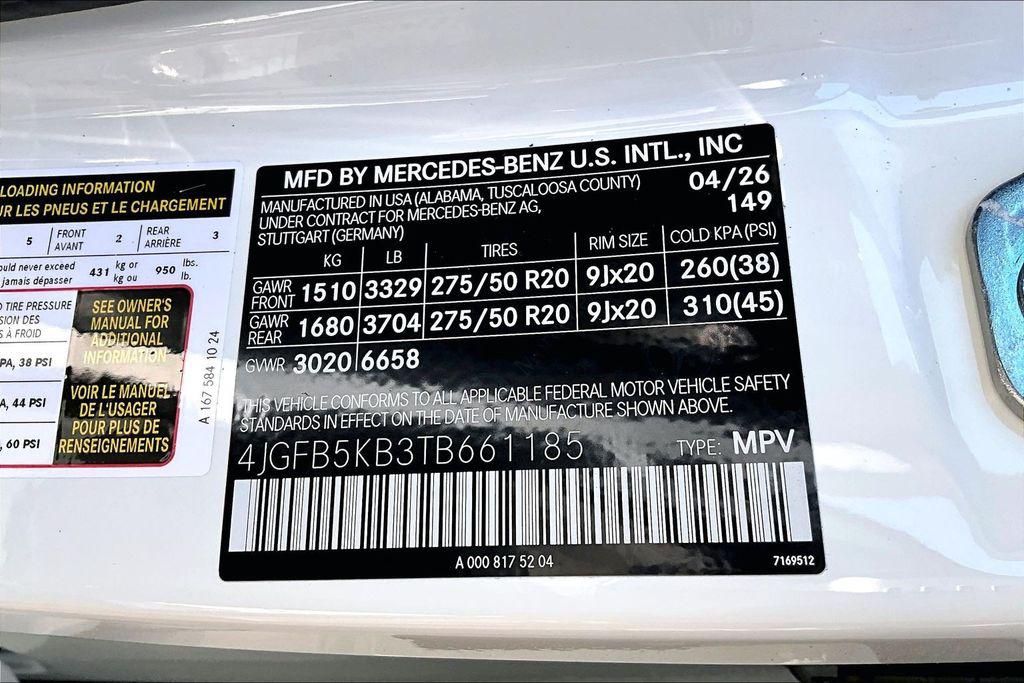 LOADING INFORMATION
UR LES PNEUS ET LE CHARGEMENT
5 FRONT AVANT 2 REAR ARRIÈRE 3
should never exceed 431 kg or 950 lbs.
jamais dépasser kg ou lb.
TIRE PRESSURE
SION DES
S À FROID
PA, 38 PSI
A, 44 PSI
, 60 PSI
SEE OWNER'S
MANUAL FOR
ADDITIONAL
INFORMATION
VOIR LE MANUEL
DE L'USAGER
POUR PLUS DE
RENSEIGNEMENTS
A 167 584 10 24
MFD BY MERCEDES-BENZ U.S. INTL., INC
MANUFACTURED IN USA (ALABAMA, TUSCALOOSA COUNTY) 04/26
UNDER CONTRACT FOR MERCEDES-BENZ AG, 149
STUTTGART (GERMANY)
KG LB TIRES RIM SIZE COLD KPA (PSI)
GAWR FRONT 1510 3329 275/50 R20 9Jx20 260(38)
GAWR REAR 1680 3704 275/50 R20 9Jx20 310(45)
GVWR 3020 6658
THIS VEHICLE CONFORMS TO ALL APPLICABLE FEDERAL MOTOR VEHICLE SAFETY
STANDARDS IN EFFECT ON THE DATE OF MANUFACTURE SHOWN ABOVE.
4JGFB5KB3TB661185 TYPE: MPV
A 000 817 52 04 7169512